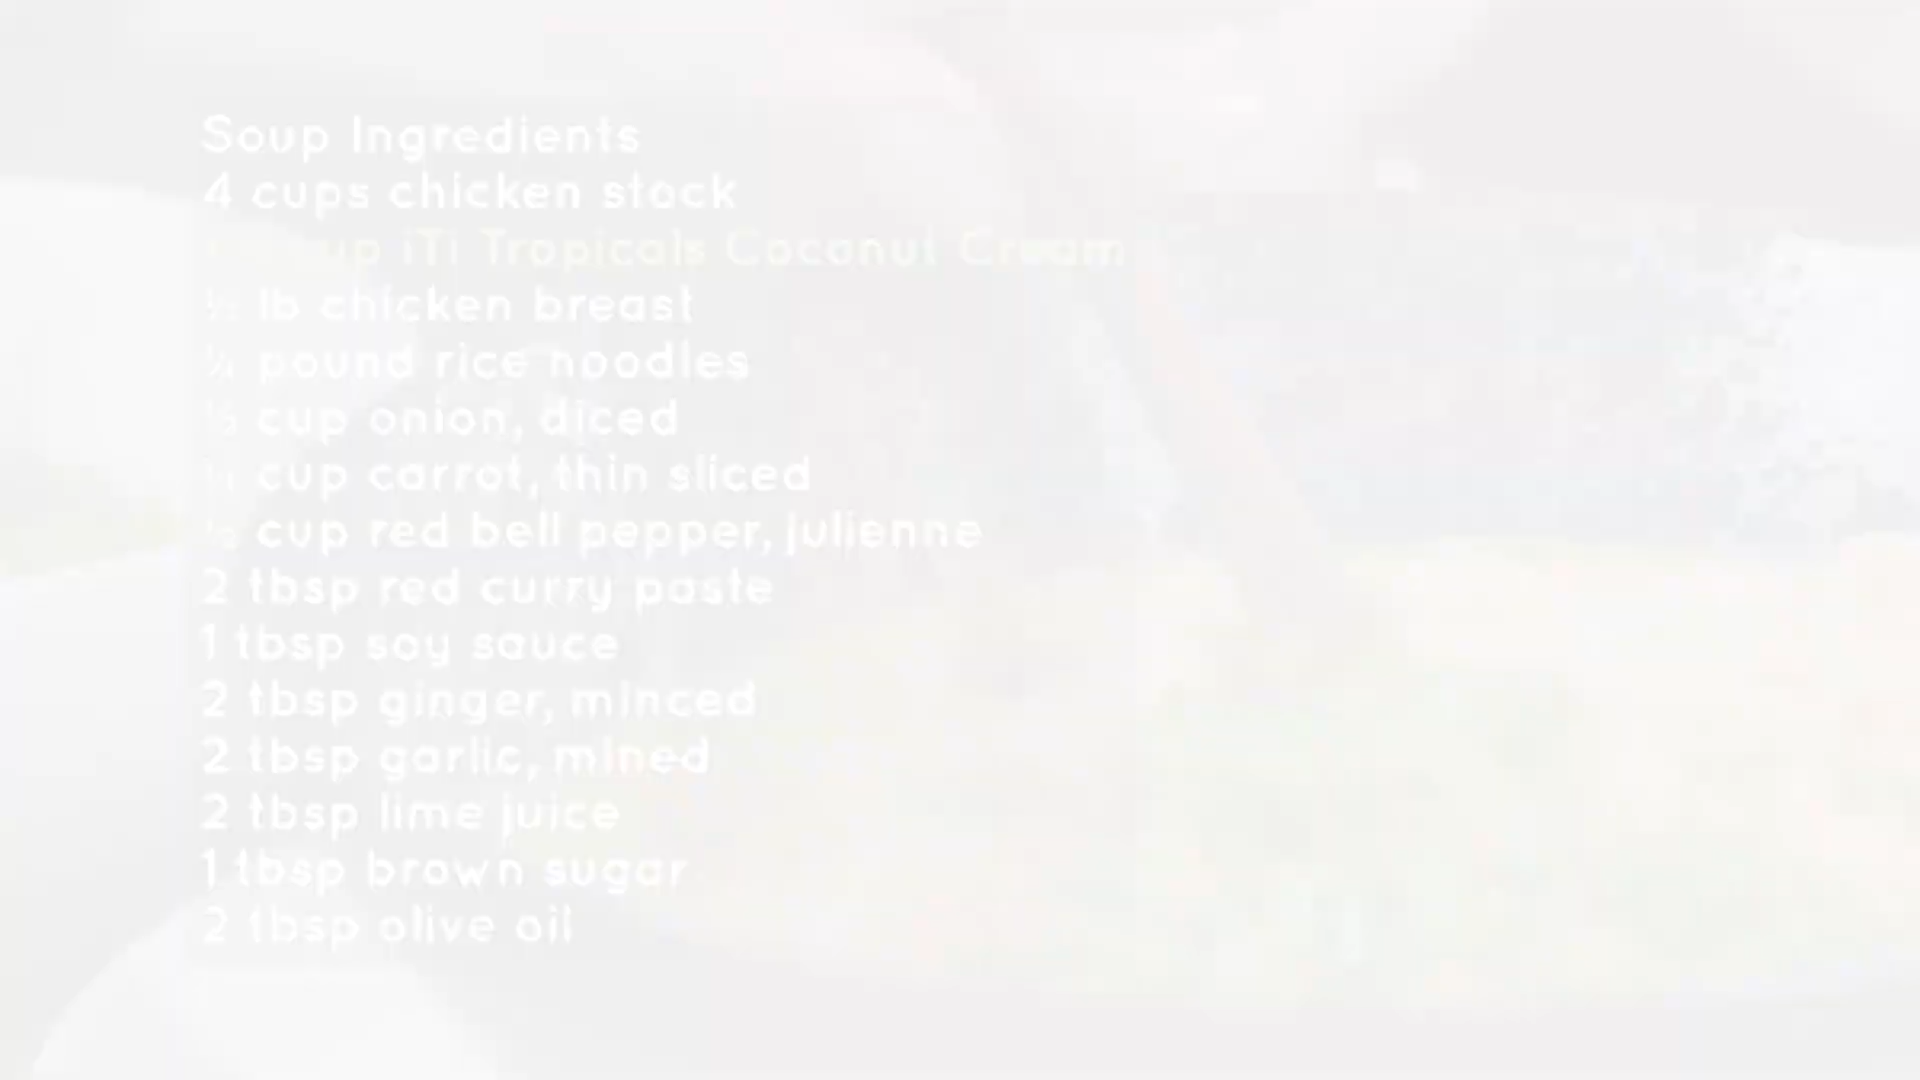 Soup Ingredients
4 cups chicken stock
cup iTi Tropicals Coconut Cream
½ lb chicken breast
pound rice noodles
cup onion, diced
cup carrot, thin sliced
cup red bell pepper, julienne
2 tbsp red curry paste
1 tbsp soy sauce
2 tbsp ginger, minced
2 tbsp garlic, mined
2 tbsp lime juice
1 tbsp brown sugar
2 tbsp olive oil